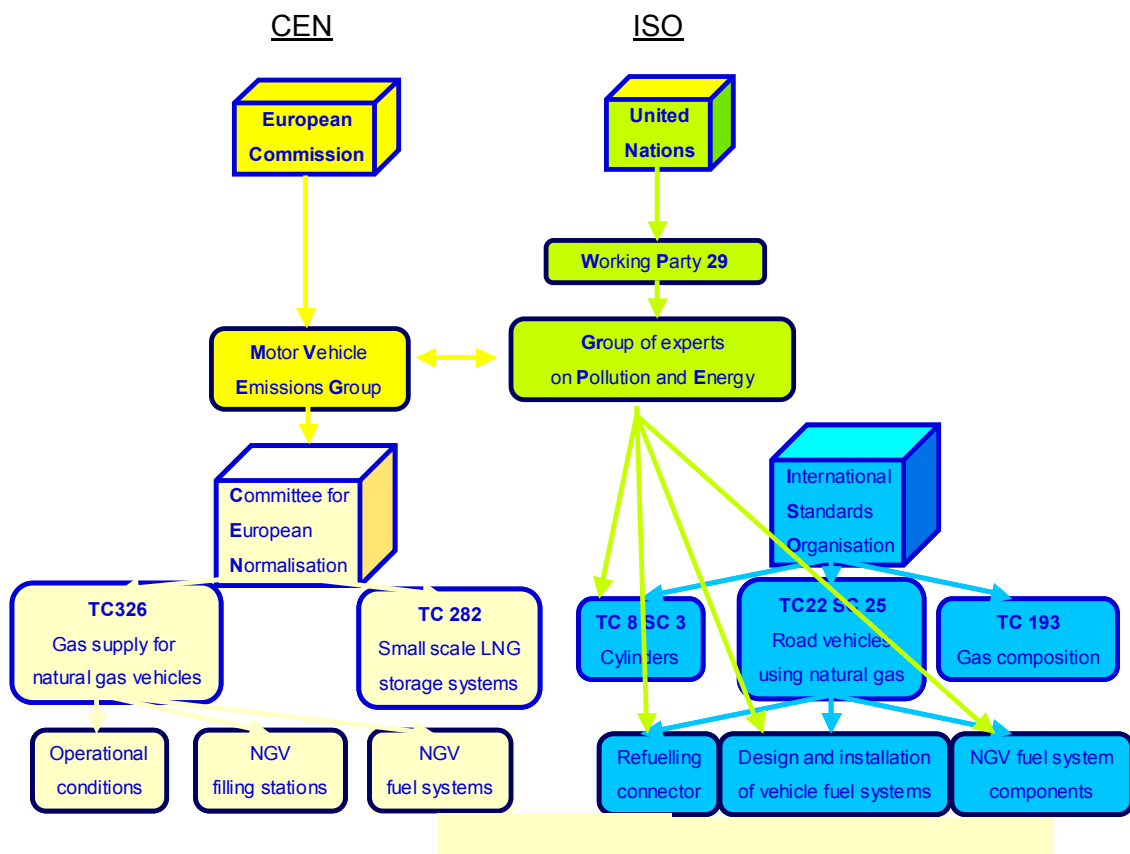 CEN
ISO
European
Commission
United
Nations
Working Party 29
Motor Vehicle
Emissions Group
Group of experts
on Pollution and Energy
Committee for
European
Normalisation
International
Standards
Organisation
TC326
Gas supply for
natural gas vehicles
TC 282
Small scale LNG
storage systems
TC 8 SC 3
Cylinders
TC22 SC 25
Road vehicles
using natural gas
TC 193
Gas composition
Operational
conditions
NGV
filling stations
NGV
fuel systems
Refuelling
connector
Design and installation
of vehicle fuel systems
NGV fuel system
components